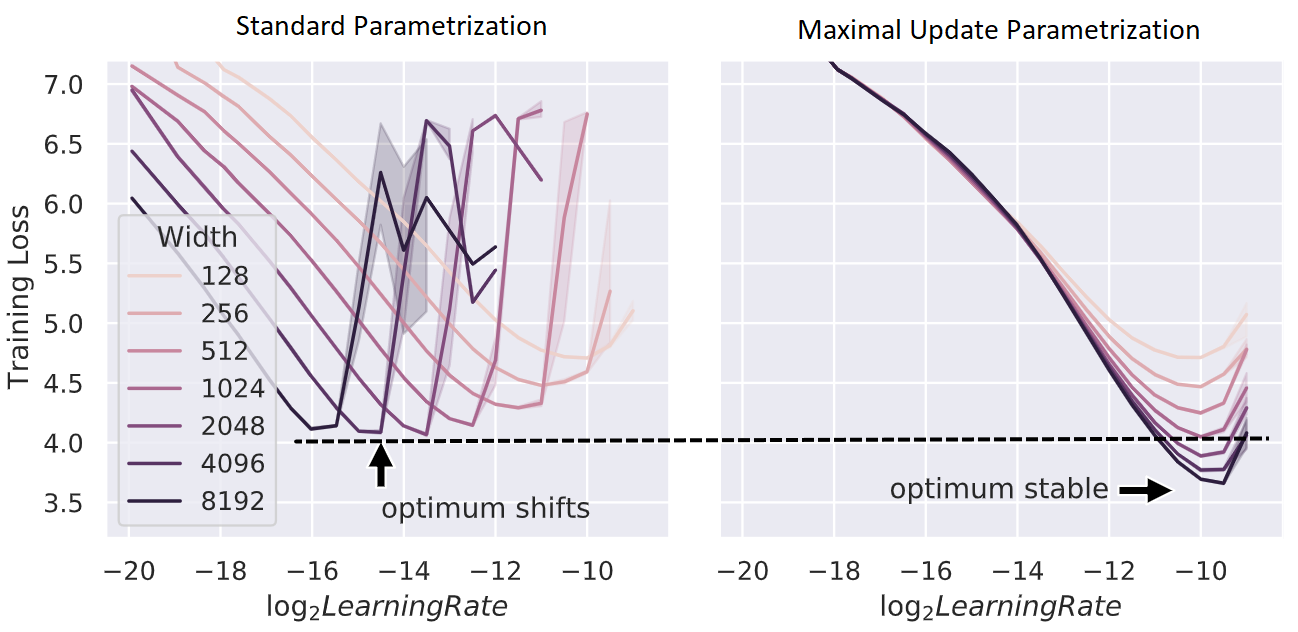 Standard Parametrization
Maximal Update Parametrization
Training Loss
7.0
6.5
6.0
5.5
5.0
4.5
4.0
3.5
Width
128
256
512
1024
2048
4096
8192
optimum shifts
optimum stable
−20 −18 −16 −14 −12 −10
−20 −18 −16 −14 −12 −10
log₂LearningRate
log₂LearningRate